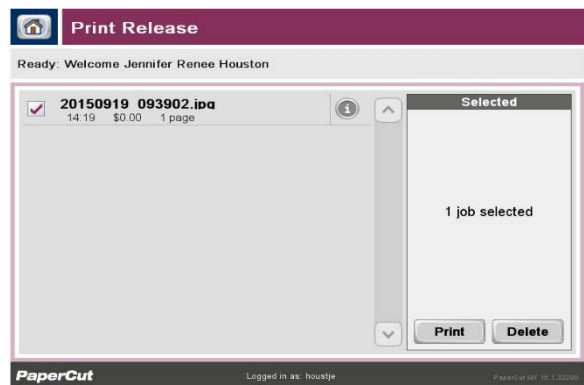 Print Release
Ready: Welcome Jennifer Renee Houston
20150919_093902.jpg
14:19 $0.00 1 page
Selected
1 job selected
Print Delete
PaperCut Logged in as: houstje PaperCut MF 15.1.33290